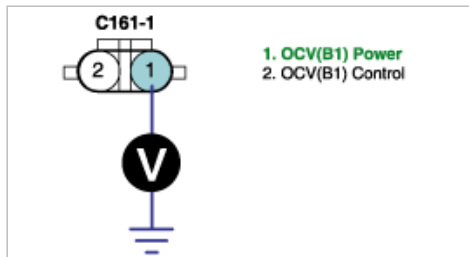 C161-1
2
1
1. OCV(B1) Power
2. OCV(B1) Control
V